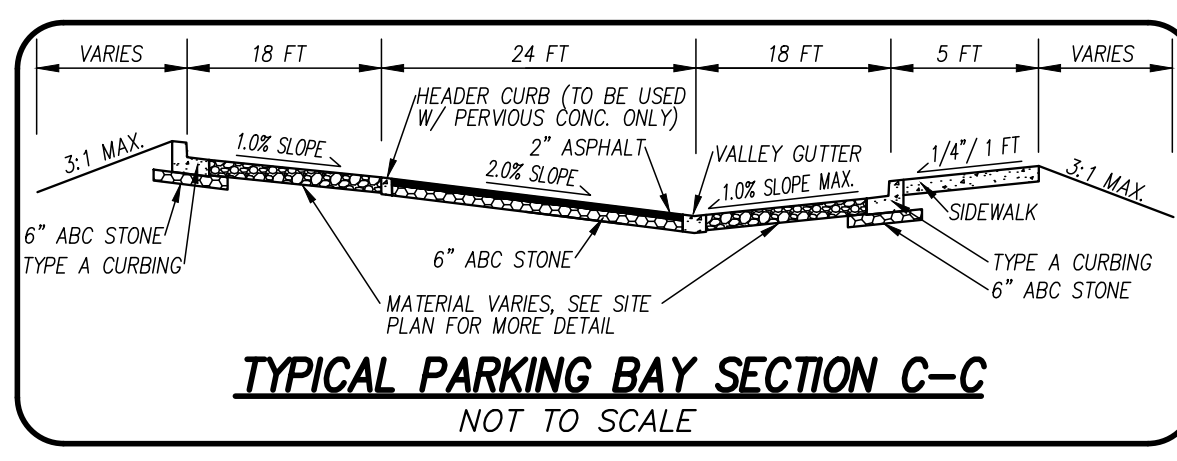 VARIES
18 FT
24 FT
18 FT
5 FT
VARIES
HEADER CURB (TO BE USED
W/ PERVIOUS CONC. ONLY)
2" ASPHALT
VALLEY GUTTER
3:1 MAX.
1.0% SLOPE
2.0% SLOPE
1.0% SLOPE MAX.
1/4"/ 1 FT
3:1 MAX.
SIDEWALK
6" ABC STONE
TYPE A CURBING
6" ABC STONE
TYPE A CURBING
6" ABC STONE
MATERIAL VARIES, SEE SITE
PLAN FOR MORE DETAIL
TYPICAL PARKING BAY SECTION C-C
NOT TO SCALE